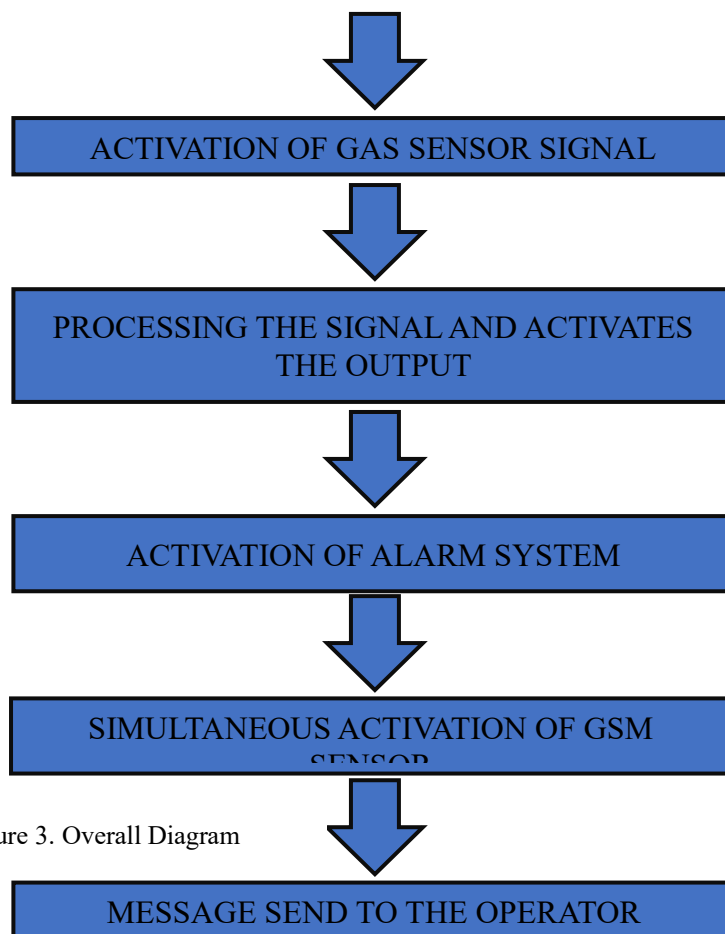 ACTIVATION OF GAS SENSOR SIGNAL
PROCESSING THE SIGNAL AND ACTIVATES
THE OUTPUT
ACTIVATION OF ALARM SYSTEM
SIMULTANEOUS ACTIVATION OF GSM
SENSOR
ure 3. Overall Diagram
MESSAGE SEND TO THE OPERATOR